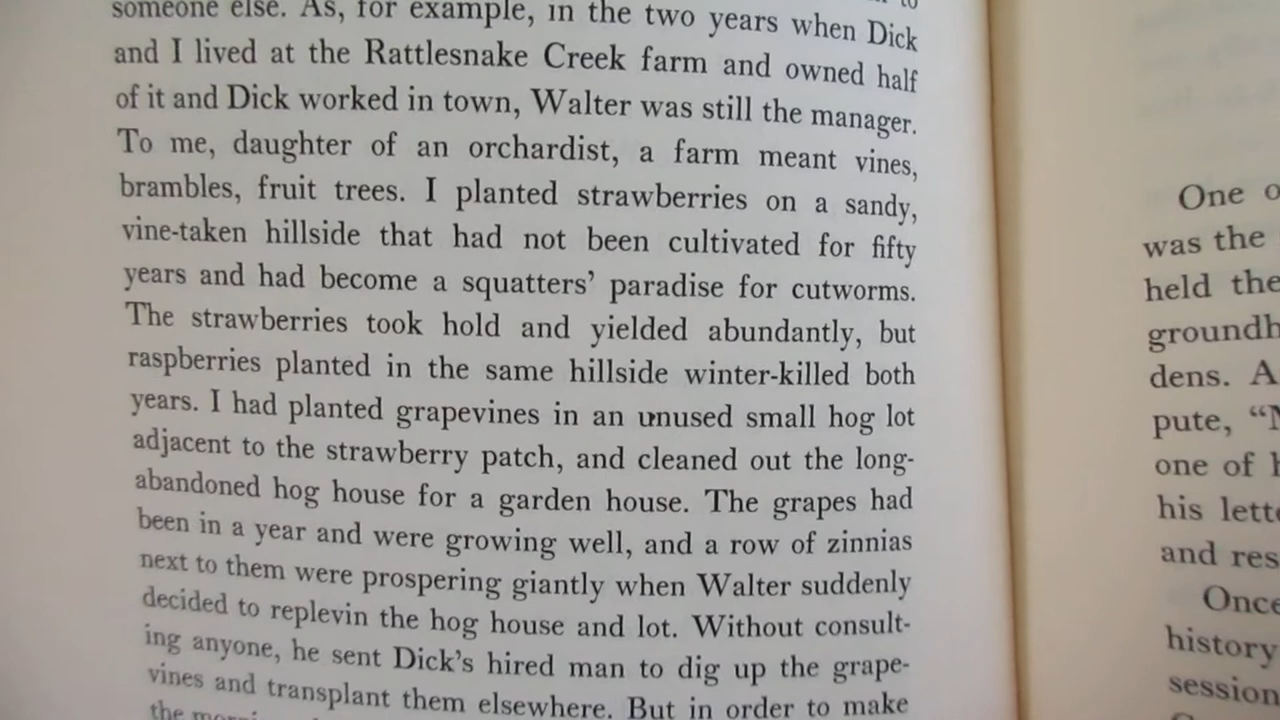 someone else. As, for example, in the two years when Dick
and I lived at the Rattlesnake Creek farm and owned half
of it and Dick worked in town, Walter was still the manager.
To me, daughter of an orchardist, a farm meant vines,
brambles, fruit trees. I planted strawberries on a sandy,
vine-taken hillside that had not been cultivated for fifty
years and had become a squatters' paradise for cutworms.
The strawberries took hold and yielded abundantly, but
raspberries planted in the same hillside winter-killed both
years. I had planted grapevines in an unused small hog lot
adjacent to the strawberry patch, and cleaned out the long-
abandoned hog house for a garden house. The grapes had
been in a year and were growing well, and a row of zinnias
next to them were prospering giantly when Walter suddenly
decided to replevin the hog house and lot. Without consult-
ing anyone, he sent Dick's hired man to dig up the grape-
vines and transplant them elsewhere. But in order to make
the
One
was the
held the
groundh
dens. A
pute, "
one of
his lett
and res
Once
history
session